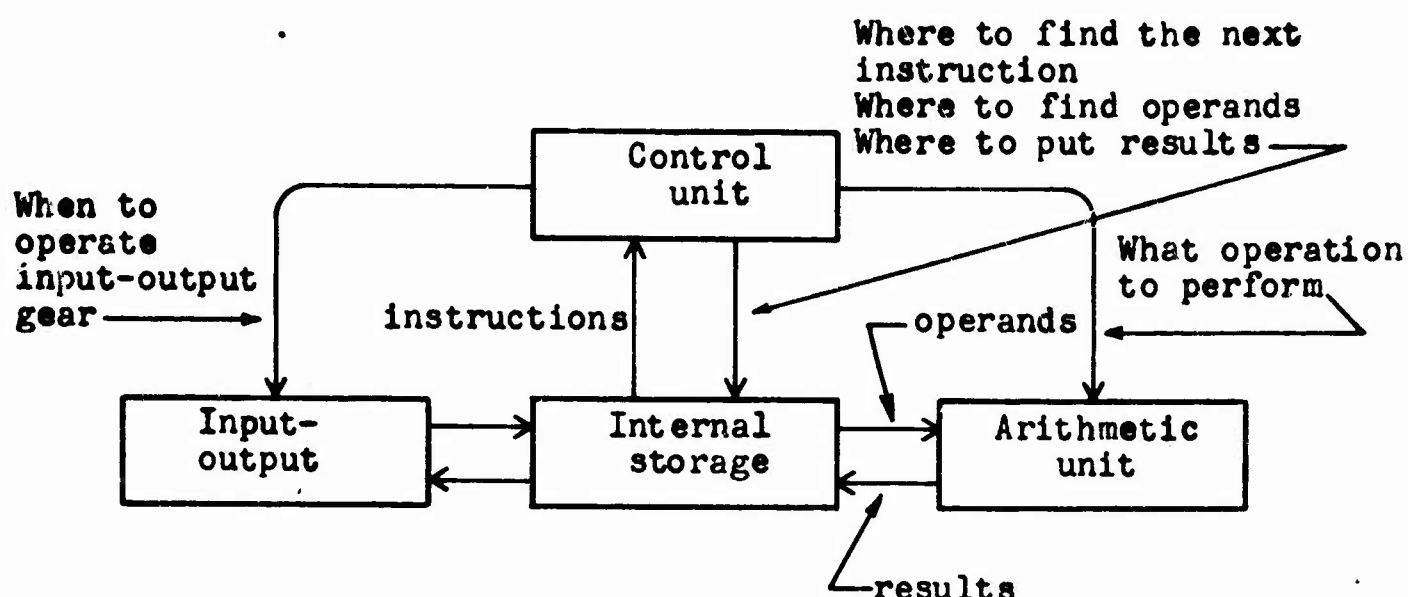 Where to find the next
instruction
Where to find operands
Where to put results
Control
unit
When to
operate
input-output
gear
What operation
to perform
instructions
operands
Input-
output
Internal
storage
Arithmetic
unit
results